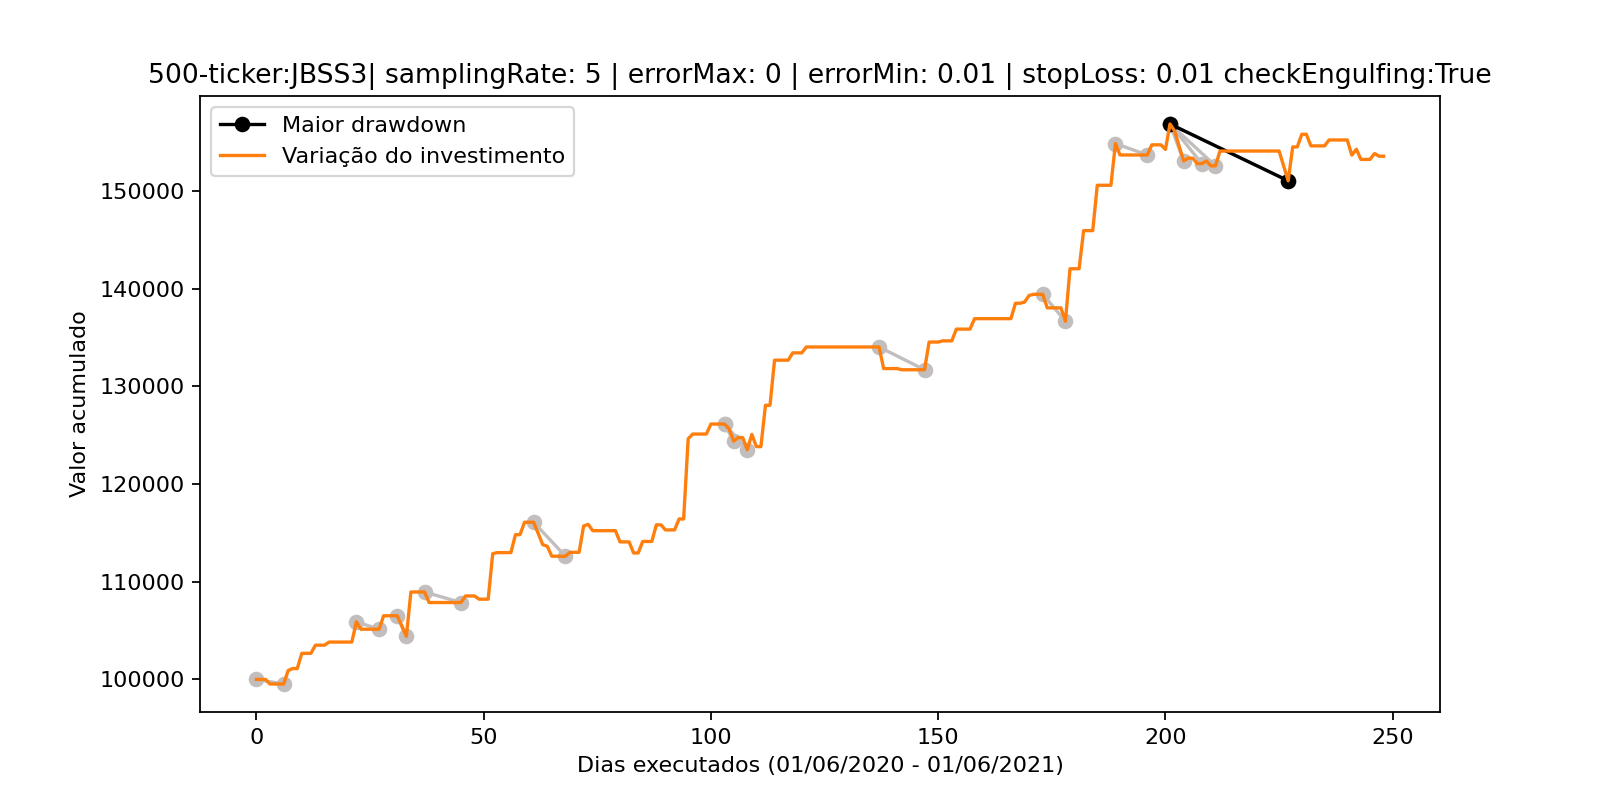 500-ticker:JBSS3| samplingRate: 5 | errorMax: 0 | errorMin: 0.01 | stopLoss: 0.01 checkEngulfing:True
Maior drawdown
Variação do investimento
Valor acumulado
150000
140000
130000
120000
110000
100000
0
50
100
150
200
250
Dias executados (01/06/2020 - 01/06/2021)